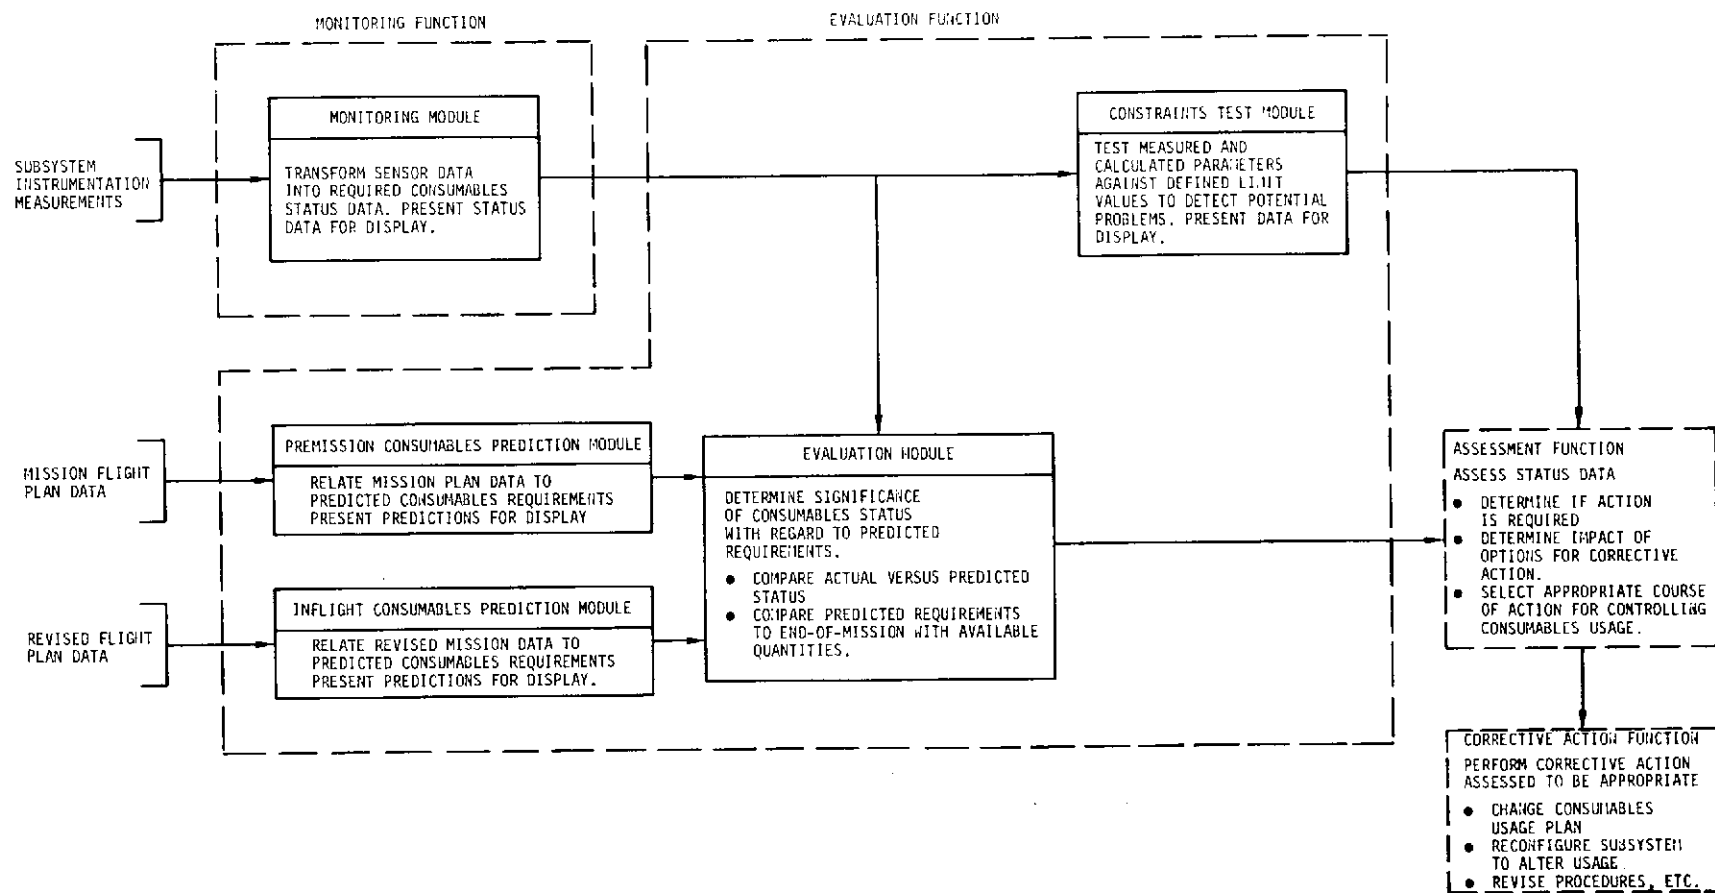 MONITORING FUNCTION
EVALUATION FUNCTION
MONITORING MODULE
TRANSFORM SENSOR DATA
INTO REQUIRED CONSUMABLES
STATUS DATA. PRESENT STATUS
DATA FOR DISPLAY.
CONSTRAINTS TEST MODULE
TEST MEASURED AND
CALCULATED PARAMETERS
AGAINST DEFINED LIMIT
VALUES TO DETECT POTENTIAL
PROBLEMS. PRESENT DATA FOR
DISPLAY.
SUBSYSTEM
INSTRUMENTATION
MEASUREMENTS
MISSION FLIGHT
PLAN DATA
PREMISSION CONSUMABLES PREDICTION MODULE
RELATE MISSION PLAN DATA TO
PREDICTED CONSUMABLES REQUIREMENTS
PRESENT PREDICTIONS FOR DISPLAY
REVISED FLIGHT
PLAN DATA
INFLIGHT CONSUMABLES PREDICTION MODULE
RELATE REVISED MISSION DATA TO
PREDICTED CONSUMABLES REQUIREMENTS
PRESENT PREDICTIONS FOR DISPLAY.
EVALUATION MODULE
DETERMINE SIGNIFICANCE
OF CONSUMABLES STATUS
WITH REGARD TO PREDICTED
REQUIREMENTS.
● COMPARE ACTUAL VERSUS PREDICTED
STATUS
● COMPARE PREDICTED REQUIREMENTS
TO END-OF-MISSION WITH AVAILABLE
QUANTITIES.
ASSESSMENT FUNCTION
ASSESS STATUS DATA
● DETERMINE IF ACTION
IS REQUIRED
● DETERMINE IMPACT OF
OPTIONS FOR CORRECTIVE
ACTION.
● SELECT APPROPRIATE COURSE
OF ACTION FOR CONTROLLING
CONSUMABLES USAGE.
CORRECTIVE ACTION FUNCTION
PERFORM CORRECTIVE ACTION
ASSESSED TO BE APPROPRIATE
● CHANGE CONSUMABLES
USAGE PLAN
● RECONFIGURE SUBSYSTEM
TO ALTER USAGE
● REVISE PROCEDURES, ETC.